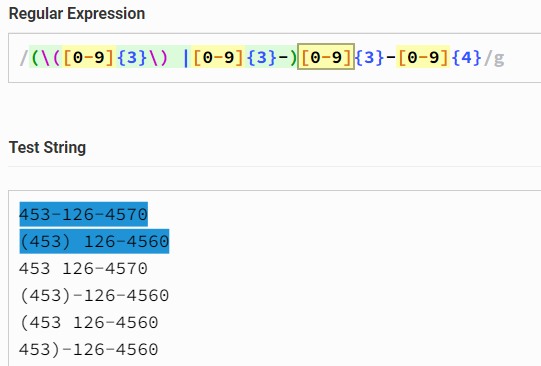 Regular Expression
/(\([0-9]{3}\) |[0-9]{3}-)[0-9]{3}-[0-9]{4}/g
Test String
453-126-4570
(453) 126-4560
453 126-4570
(453)-126-4560
(453 126-4560
453)-126-4560